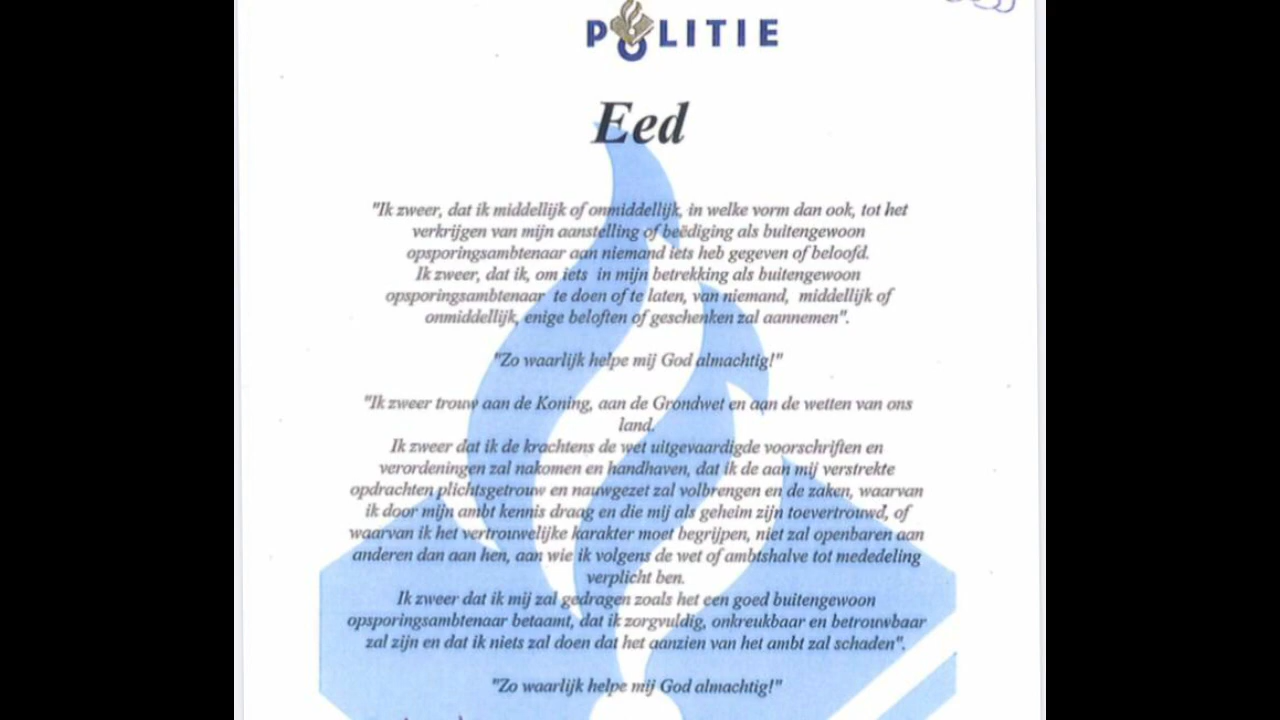 POLITIE
Eed
"Ik zweer, dat ik middellijk of onmiddellijk, in welke vorm dan ook, tot het
verkrijgen van mijn aanstelling of beëdiging als buitengewoon
opsporingsambtenaar aan niemand iets heb gegeven of beloofd.
Ik zweer, dat ik, om iets in mijn betrekking als buitengewoon
opsporingsambtenaar te doen of te laten, van niemand, middellijk of
onmiddellijk, enige beloften of geschenken zal aannemen".
"Zo waarlijk helpe mij God almachtig!"
"Ik zweer trouw aan de Koning, aan de Grondwet en aan de wetten van ons
land.
Ik zweer dat ik de krachtens de wet uitgevaardigde voorschriften en
verordeningen zal nakomen en handhaven, dat ik de aan mij verstrekte
opdrachten plichtsgetrouw en nauwgezet zal volbrengen en de zaken, waarvan
ik door mijn ambt kennis draag en die mij als geheim zijn toevertrouwd, of
waarvan ik het vertrouwelijke karakter moet begrijpen, niet zal openbaren aan
anderen dan aan hen, aan wie ik volgens de wet of ambtshalve tot mededeling
verplicht ben.
Ik zweer dat ik mij zal gedragen zoals het een goed buitengewoon
opsporingsambtenaar betaamt, dat ik zorgvuldig, onkreukbaar en betrouwbaar
zal zijn en dat ik niets zal doen dat het aanzien van het ambt zal schaden".
"Zo waarlijk helpe mij God almachtig!"